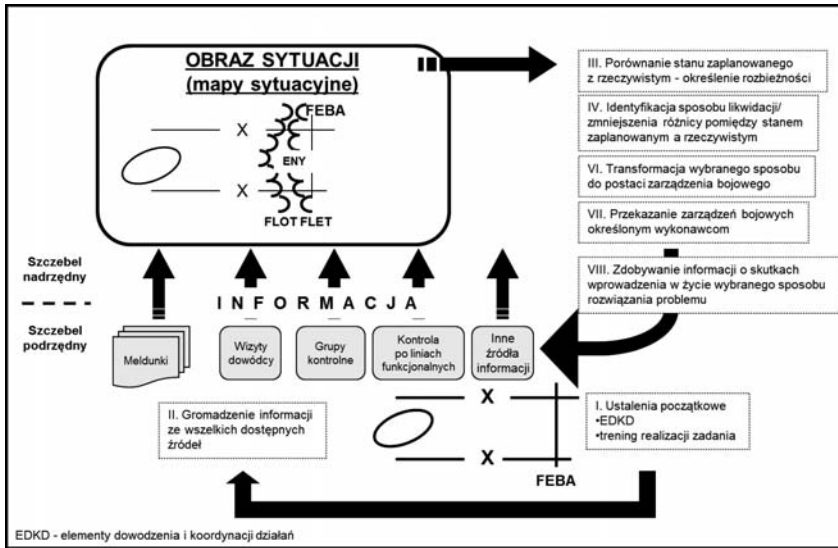 OBRAZ SYTUACJI
(mapy sytuacyjne)
X
FEBA
ENY
X
FLOT FLET
III. Porównanie stanu zaplanowanego
z rzeczywistym - określenie rozbieżności
IV. Identyfikacja sposobu likwidacji/
zmniejszenia różnicy pomiędzy stanem
zaplanowanym a rzeczywistym
VI. Transformacja wybranego sposobu
do postaci zarządzenia bojowego
VII. Przekazanie zarządzeń bojowych
określonym wykonawcom
VIII. Zdobywanie informacji o skutkach
wprowadzenia w życie wybranego sposobu
rozwiązania problemu
Szczebel
nadrzędny
INFORMACJA
Szczebel
podrzędny
Meldunki
Wizyty
dowódcy
Grupy
kontrolne
Kontrola
po liniach
funkcjonalnych
Inne
źródła
informacji
II. Gromadzenie informacji
ze wszelkich dostępnych
źródeł
X
X
FEBA
I. Ustalenia początkowe
•EDKD
•trening realizacji zadania
EDKD - elementy dowodzenia i koordynacji działań